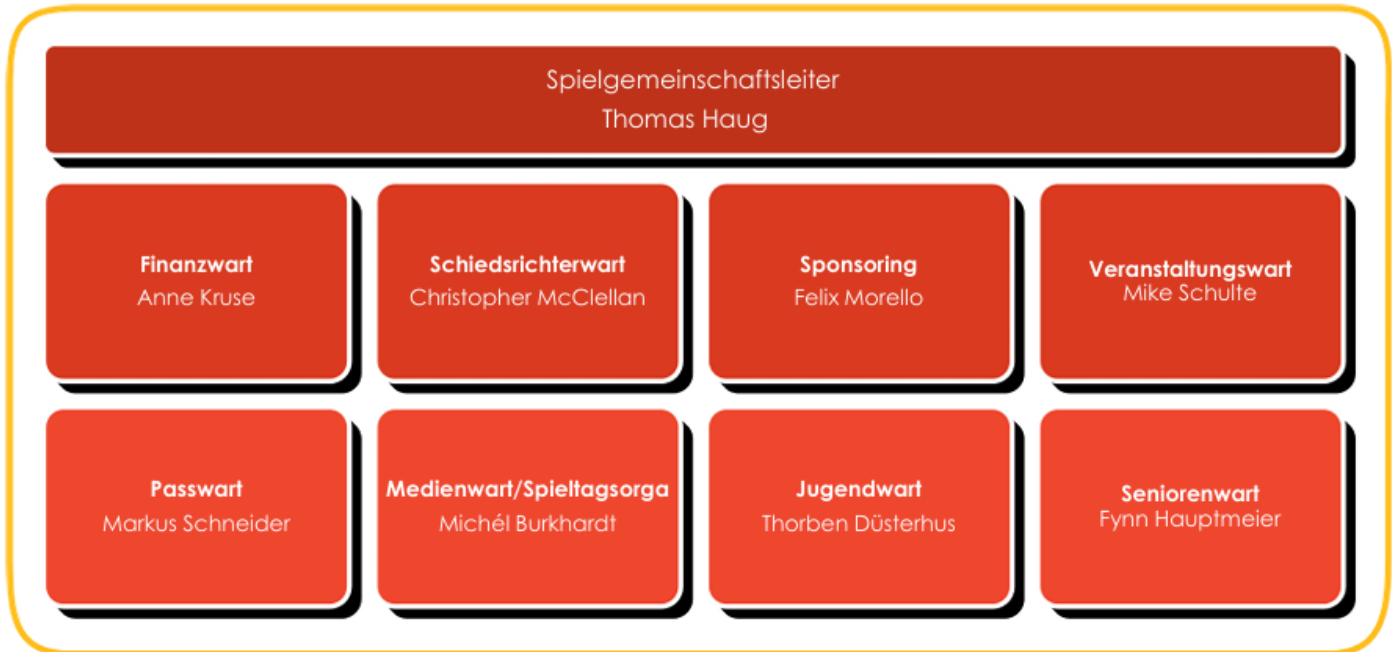 Spielgemeinschaftsleiter
Thomas Haug
Finanzwart
Anne Kruse
Schiedsrichterwart
Christopher McClellan
Sponsoring
Felix Morello
Veranstaltungswart
Mike Schulte
Passwart
Markus Schneider
Medienwart/Spieltagsorga
Michél Burkhardt
Jugendwart
Thorben Düsterhus
Seniorenwart
Fynn Hauptmeier